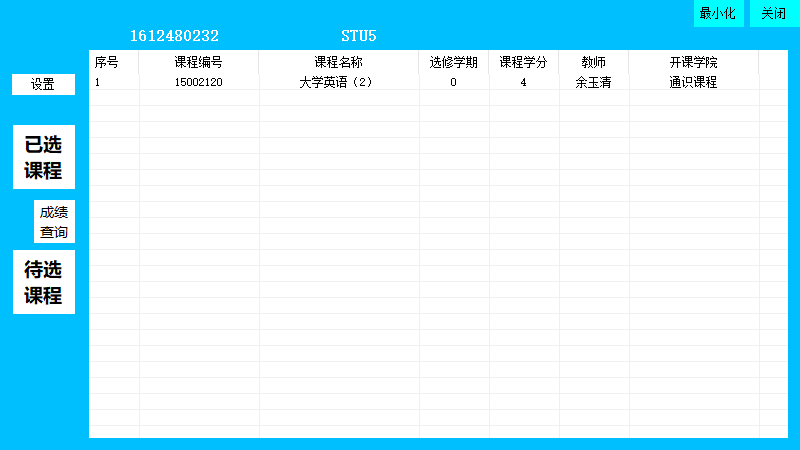 最小化 关闭
1612480232 STU5
序号 课程编号 课程名称 选修学期 课程学分 教师 开课学院
1 15002120 大学英语（2） 0 4 余玉清 通识课程
设置
已选
课程
成绩
查询
待选
课程